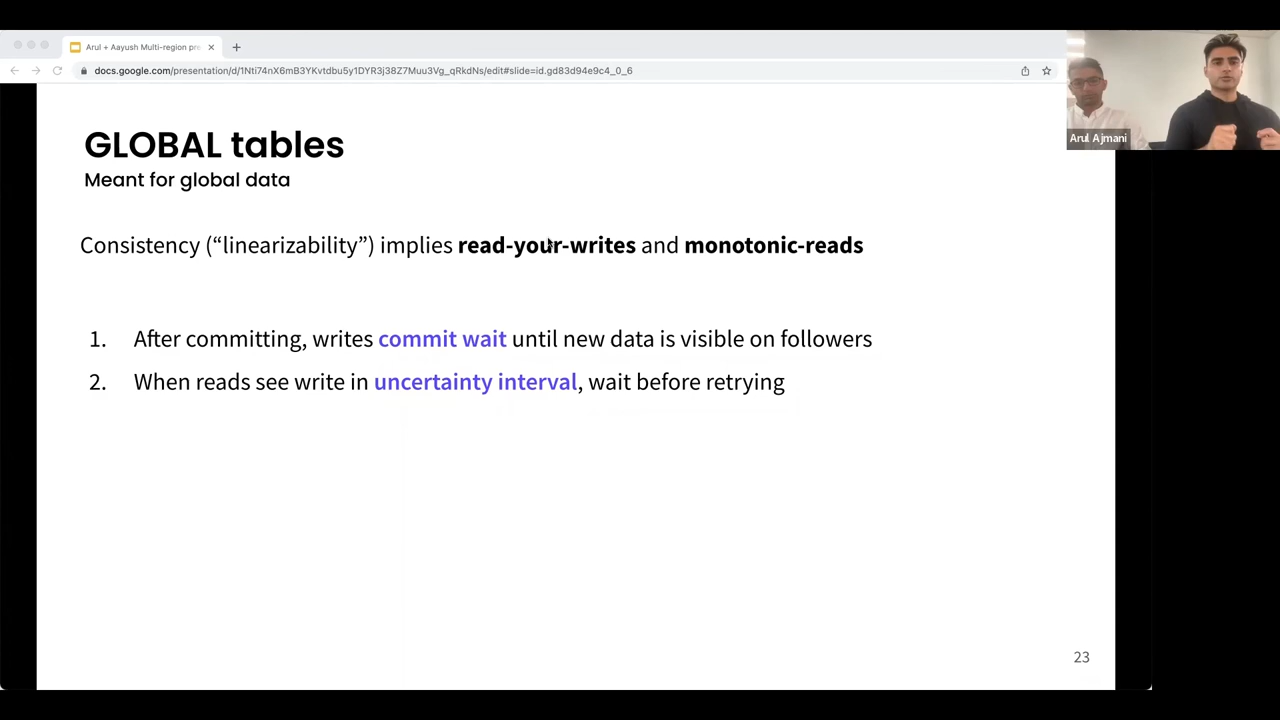 Arul + Aayush Multi-region pre
docs.google.com/presentation/d/1Nti74nX6mB3YKvtdbu5y1DYR3j38Z7Muu3Vg_qRkdNs/edit#slide=id.gd83d94e9c4_0_6
Arul Ajmani
GLOBAL tables
Meant for global data
Consistency (“linearizability”) implies read-your-writes and monotonic-reads
1. After committing, writes commit wait until new data is visible on followers
2. When reads see write in uncertainty interval, wait before retrying
23